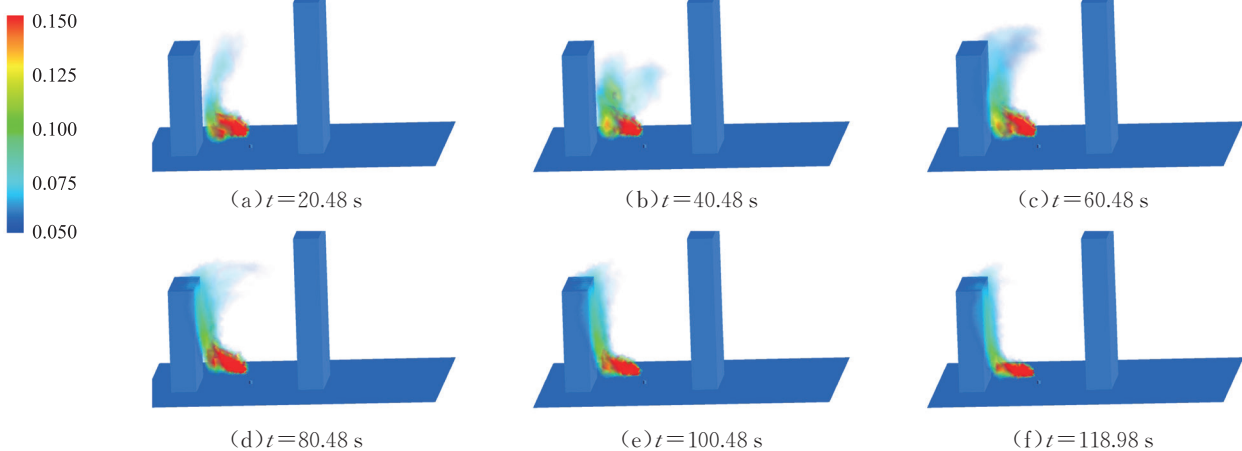 0.150
0.125
0.100
0.075
0.050
(a)t=20.48 s
(b)t=40.48 s
(c)t=60.48 s
(d)t=80.48 s
(e)t=100.48 s
(f)t=118.98 s